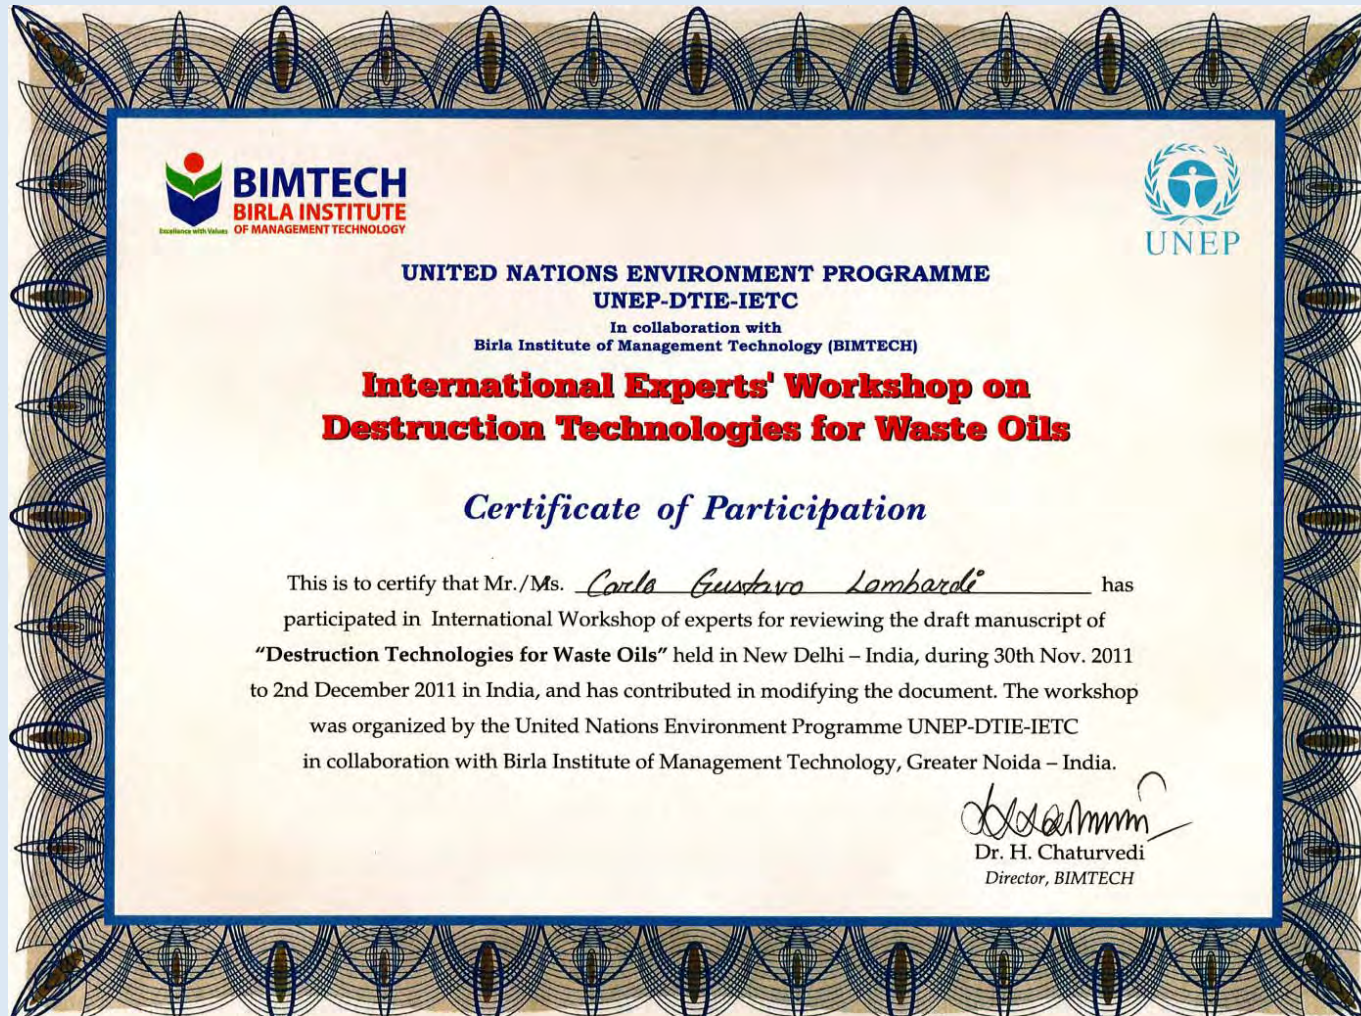 BIMTECH
BIRLA INSTITUTE
OF MANAGEMENT TECHNOLOGY
Excellence with Values
UNEP
UNITED NATIONS ENVIRONMENT PROGRAMME
UNEP-DTIE-IETC
In collaboration with
Birla Institute of Management Technology (BIMTECH)
International Experts' Workshop on
Destruction Technologies for Waste Oils
Certificate of Participation
This is to certify that Mr./Ms. Carlo Gustavo Lombardi has
participated in International Workshop of experts for reviewing the draft manuscript of
“Destruction Technologies for Waste Oils” held in New Delhi – India, during 30th Nov. 2011
to 2nd December 2011 in India, and has contributed in modifying the document. The workshop
was organized by the United Nations Environment Programme UNEP-DTIE-IETC
in collaboration with Birla Institute of Management Technology, Greater Noida – India.
Dr. H. Chaturvedi
Director, BIMTECH